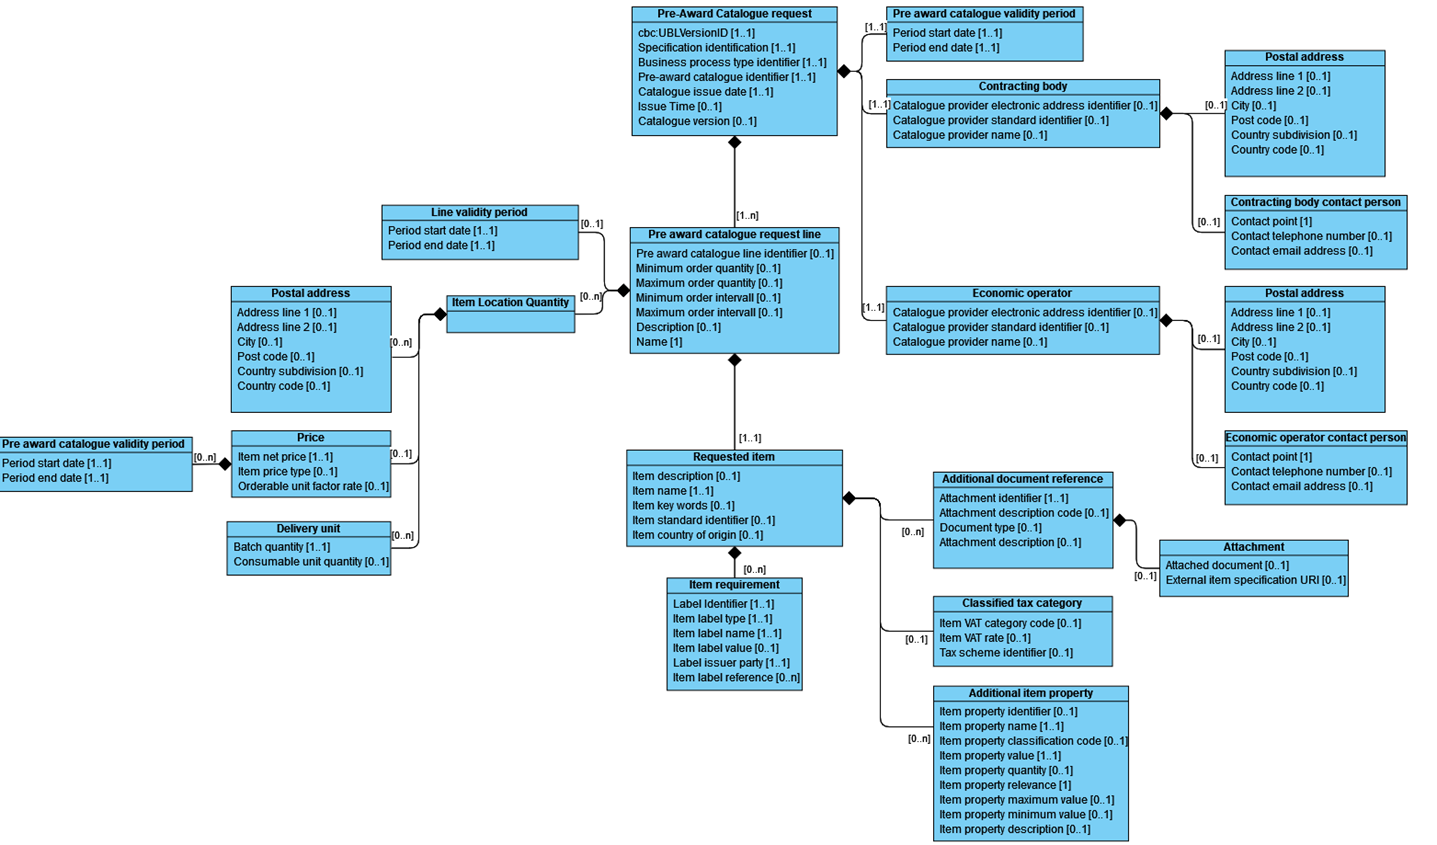 Pre-Award Catalogue request
cbc:UBLVersionID [1..1]
Specification identification [1..1]
Business process type identifier [1..1]
Pre-award catalogue identifier [1..1]
Catalogue issue date [1..1]
Issue Time [0..1]
Catalogue version [0..1]
[1..1]
Pre award catalogue validity period
Period start date [1..1]
Period end date [1..1]
[1..1]
Contracting body
Catalogue provider electronic address identifier [0..1]
Catalogue provider standard identifier [0..1]
Catalogue provider name [0..1]
[0..1]
Postal address
Address line 1 [0..1]
Address line 2 [0..1]
City [0..1]
Post code [0..1]
Country subdivision [0..1]
Country code [0..1]
[0..1]
Contracting body contact person
Contact point [1]
Contact telephone number [0..1]
Contact email address [0..1]
[1..1]
Economic operator
Catalogue provider electronic address identifier [0..1]
Catalogue provider standard identifier [0..1]
Catalogue provider name [0..1]
[0..1]
Postal address
Address line 1 [0..1]
Address line 2 [0..1]
City [0..1]
Post code [0..1]
Country subdivision [0..1]
Country code [0..1]
[0..1]
Economic operator contact person
Contact point [1]
Contact telephone number [0..1]
Contact email address [0..1]
[1..n]
Pre award catalogue request line
Pre award catalogue line identifier [0..1]
Minimum order quantity [0..1]
Maximum order quantity [0..1]
Minimum order intervall [0..1]
Maximum order intervall [0..1]
Description [0..1]
Name [1]
Line validity period
Period start date [1..1]
Period end date [1..1]
[0..1]
Item Location Quantity
[0..n]
Postal address
Address line 1 [0..1]
Address line 2 [0..1]
City [0..1]
Post code [0..1]
Country subdivision [0..1]
Country code [0..1]
[0..n]
Price
Item net price [1..1]
Item price type [0..1]
Orderable unit factor rate [0..1]
[0..1]
Pre award catalogue validity period
Period start date [1..1]
Period end date [1..1]
[0..n]
Delivery unit
Batch quantity [1..1]
Consumable unit quantity [0..1]
[0..n]
[1..1]
Requested item
Item description [0..1]
Item name [1..1]
Item key words [0..1]
Item standard identifier [0..1]
Item country of origin [0..1]
[0..n]
Item requirement
Label Identifier [1..1]
Item label type [1..1]
Item label name [1..1]
Item label value [0..1]
Label issuer party [1..1]
Item label reference [0..n]
[0..n]
Additional document reference
Attachment identifier [1..1]
Attachment description code [0..1]
Document type [0..1]
Attachment description [0..1]
[0..1]
Attachment
Attached document [0..1]
External item specification URI [0..1]
[0..1]
Classified tax category
Item VAT category code [0..1]
Item VAT rate [0..1]
Tax scheme identifier [0..1]
[0..n]
Additional item property
Item property identifier [0..1]
Item property name [1..1]
Item property classification code [0..1]
Item property value [1..1]
Item property quantity [0..1]
Item property relevance [1]
Item property maximum value [0..1]
Item property minimum value [0..1]
Item property description [0..1]